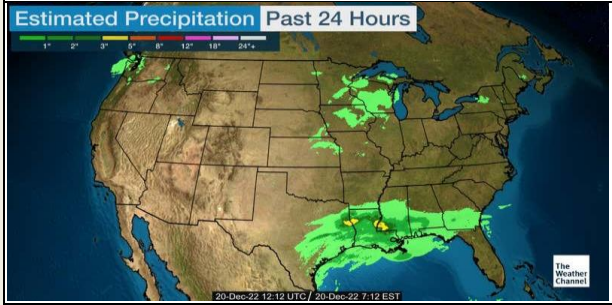 Estimated Precipitation Past 24 Hours
1" 2" 3" 5" 8" 12" 18" 24"+
The
Weather
Channel
20-Dec-22 12:12 UTC / 20-Dec-22 7:12 EST